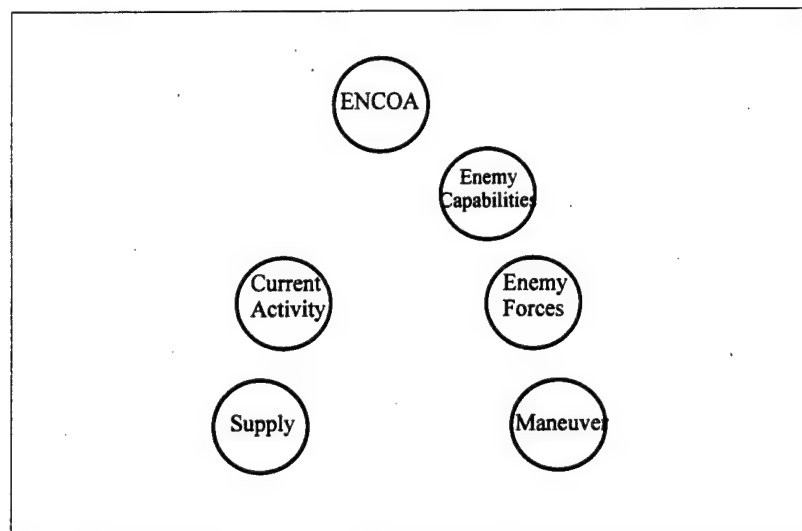 ENCOA
Enemy
Capabilities
Current
Activity
Enemy
Forces
Supply
Maneuver